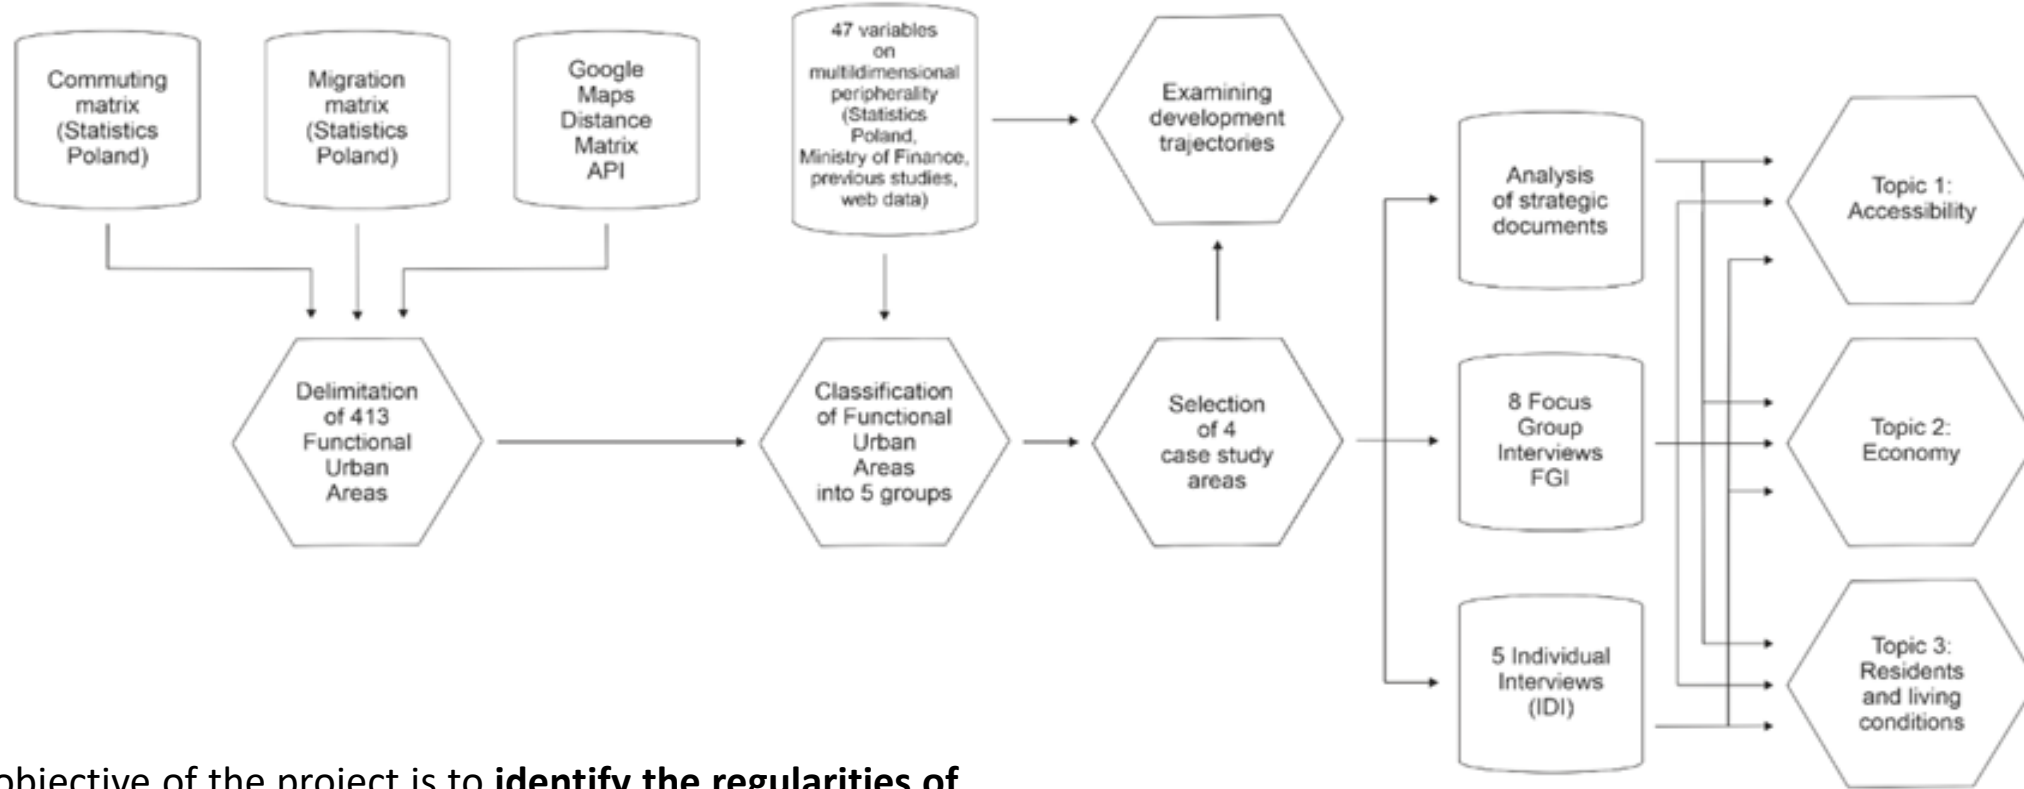 Commuting
matrix
(Statistics
Poland)
Migration
matrix
(Statistics
Poland)
Google
Maps
Distance
Matrix
API
47 variables
on
multildimensional
peripherality
(Statistics
Poland,
Ministry of Finance,
previous studies,
web data)
Examining
development
trajectories
Analysis
of strategic
documents
Topic 1:
Accessibility
Delimitation
of 413
Functional
Urban
Areas
Classification
of Functional
Urban
Areas
into 5 groups
Selection
of 4
case study
areas
8 Focus
Group
Interviews
FGI
Topic 2:
Economy
5 Individual
Interviews
(IDI)
Topic 3:
Residents
and living
conditions
objective of the project is to identify the regularities of